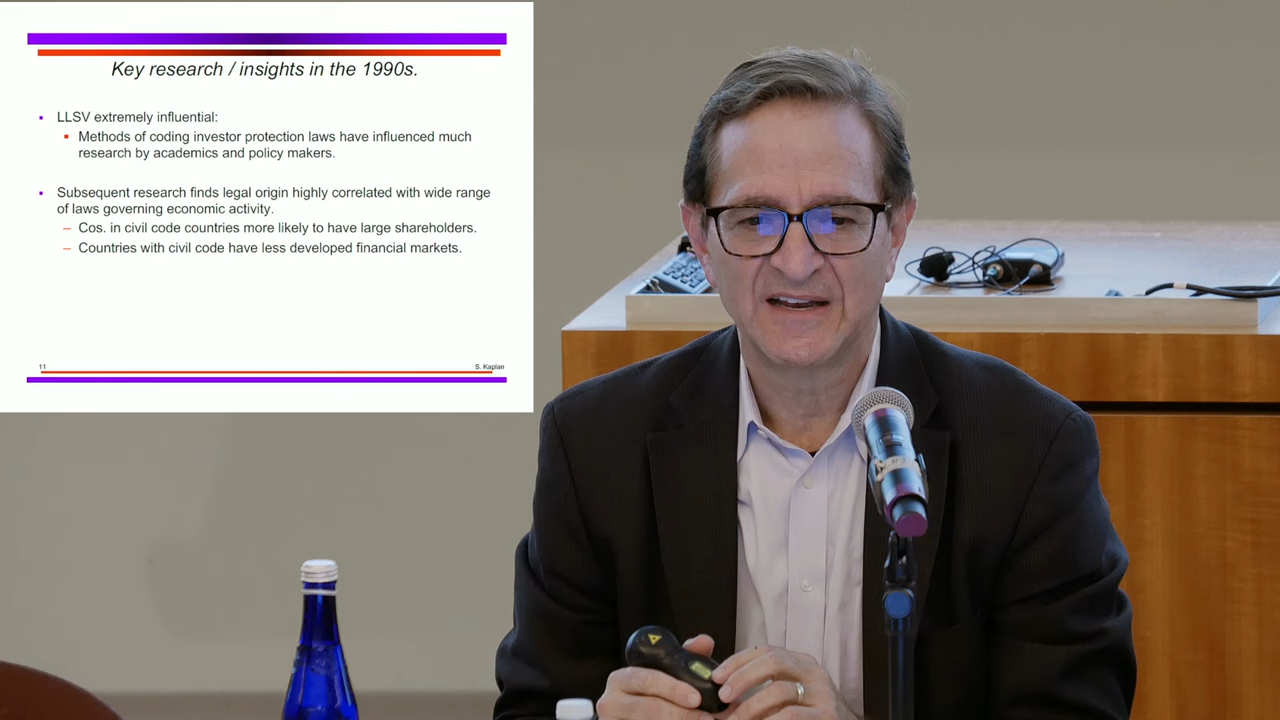 Key research / insights in the 1990s.
▪ LLSV extremely influential:
▪ Methods of coding investor protection laws have influenced much
research by academics and policy makers.
▪ Subsequent research finds legal origin highly correlated with wide range
of laws governing economic activity.
– Cos. in civil code countries more likely to have large shareholders.
– Countries with civil code have less developed financial markets.
11
S. Kaplan